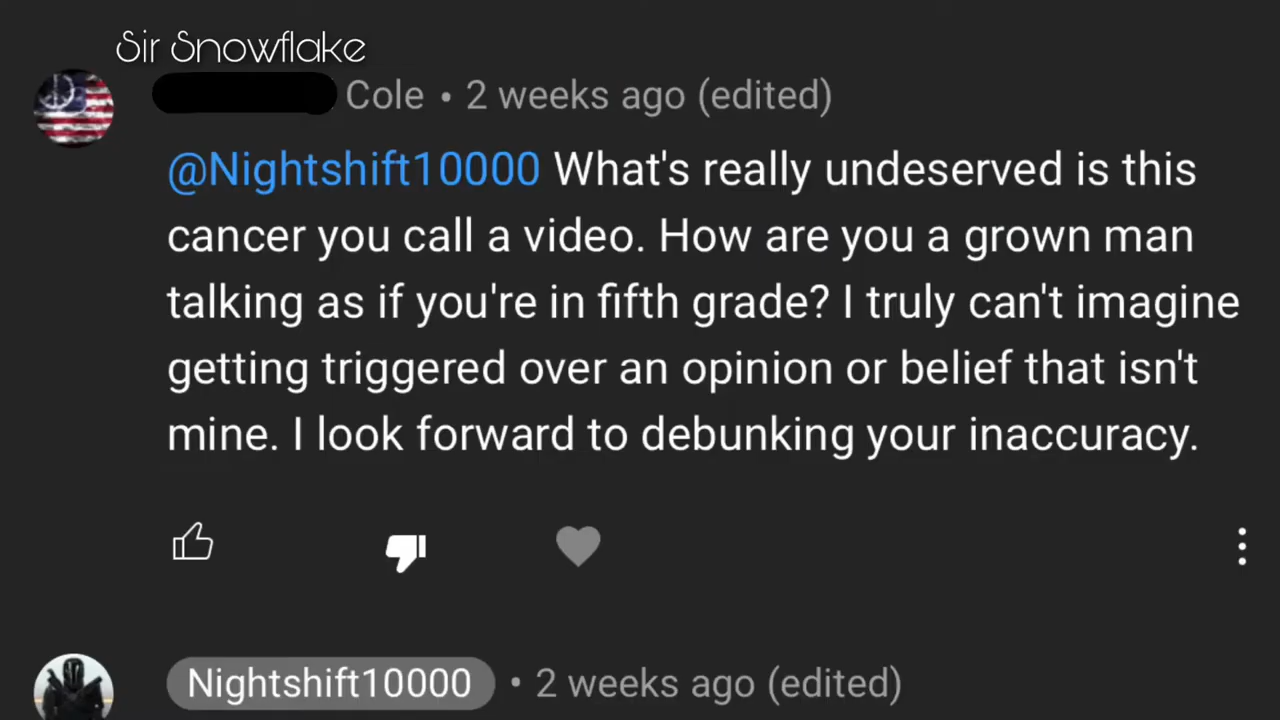 Sir Snowflake
Cole • 2 weeks ago (edited)
@Nightshift10000 What's really undeserved is this
cancer you call a video. How are you a grown man
talking as if you're in fifth grade? I truly can't imagine
getting triggered over an opinion or belief that isn't
mine. I look forward to debunking your inaccuracy.
Nightshift10000 • 2 weeks ago (edited)